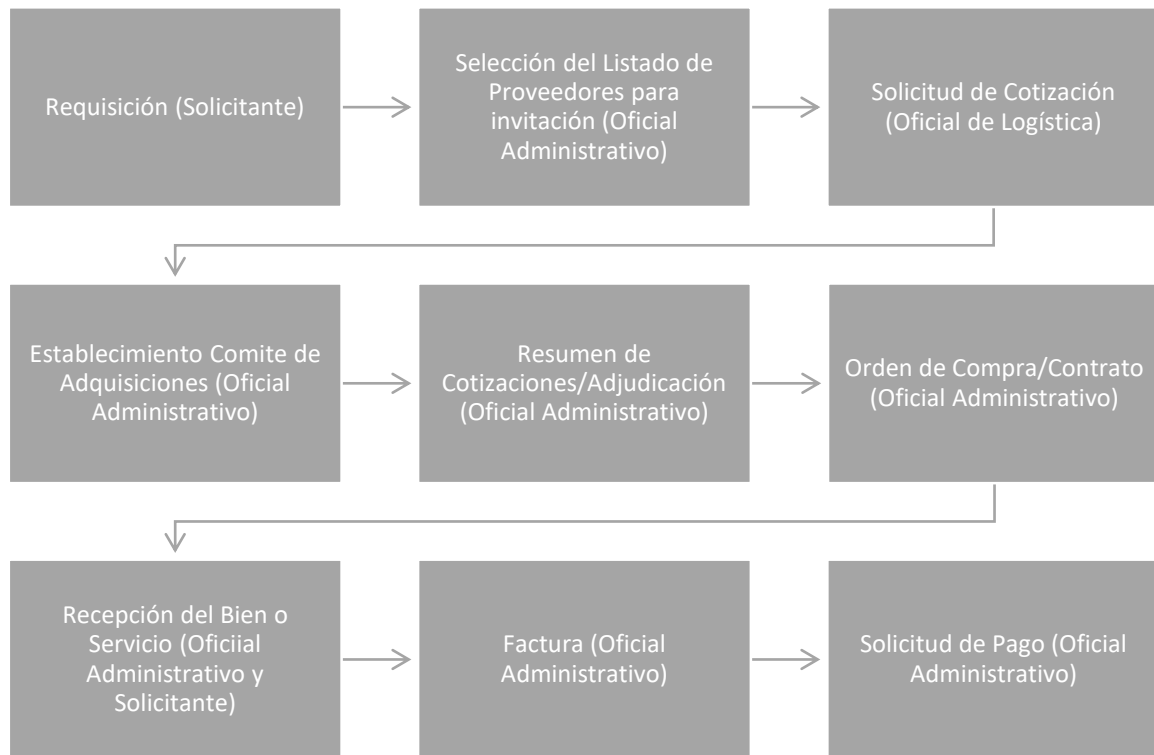 Requisición (Solicitante)
Selección del Listado de
Proveedores para
invitación (Oficial
Administrativo)
Solicitud de Cotización
(Oficial de Logística)
Establecimiento Comite de
Adquisiciones (Oficial
Administrativo)
Resumen de
Cotizaciones/Adjudicación
(Oficial Administrativo)
Orden de Compra/Contrato
(Oficial Administrativo)
Recepción del Bien o
Servicio (Oficiial
Administrativo y
Solicitante)
Factura (Oficial
Administrativo)
Solicitud de Pago (Oficial
Administrativo)